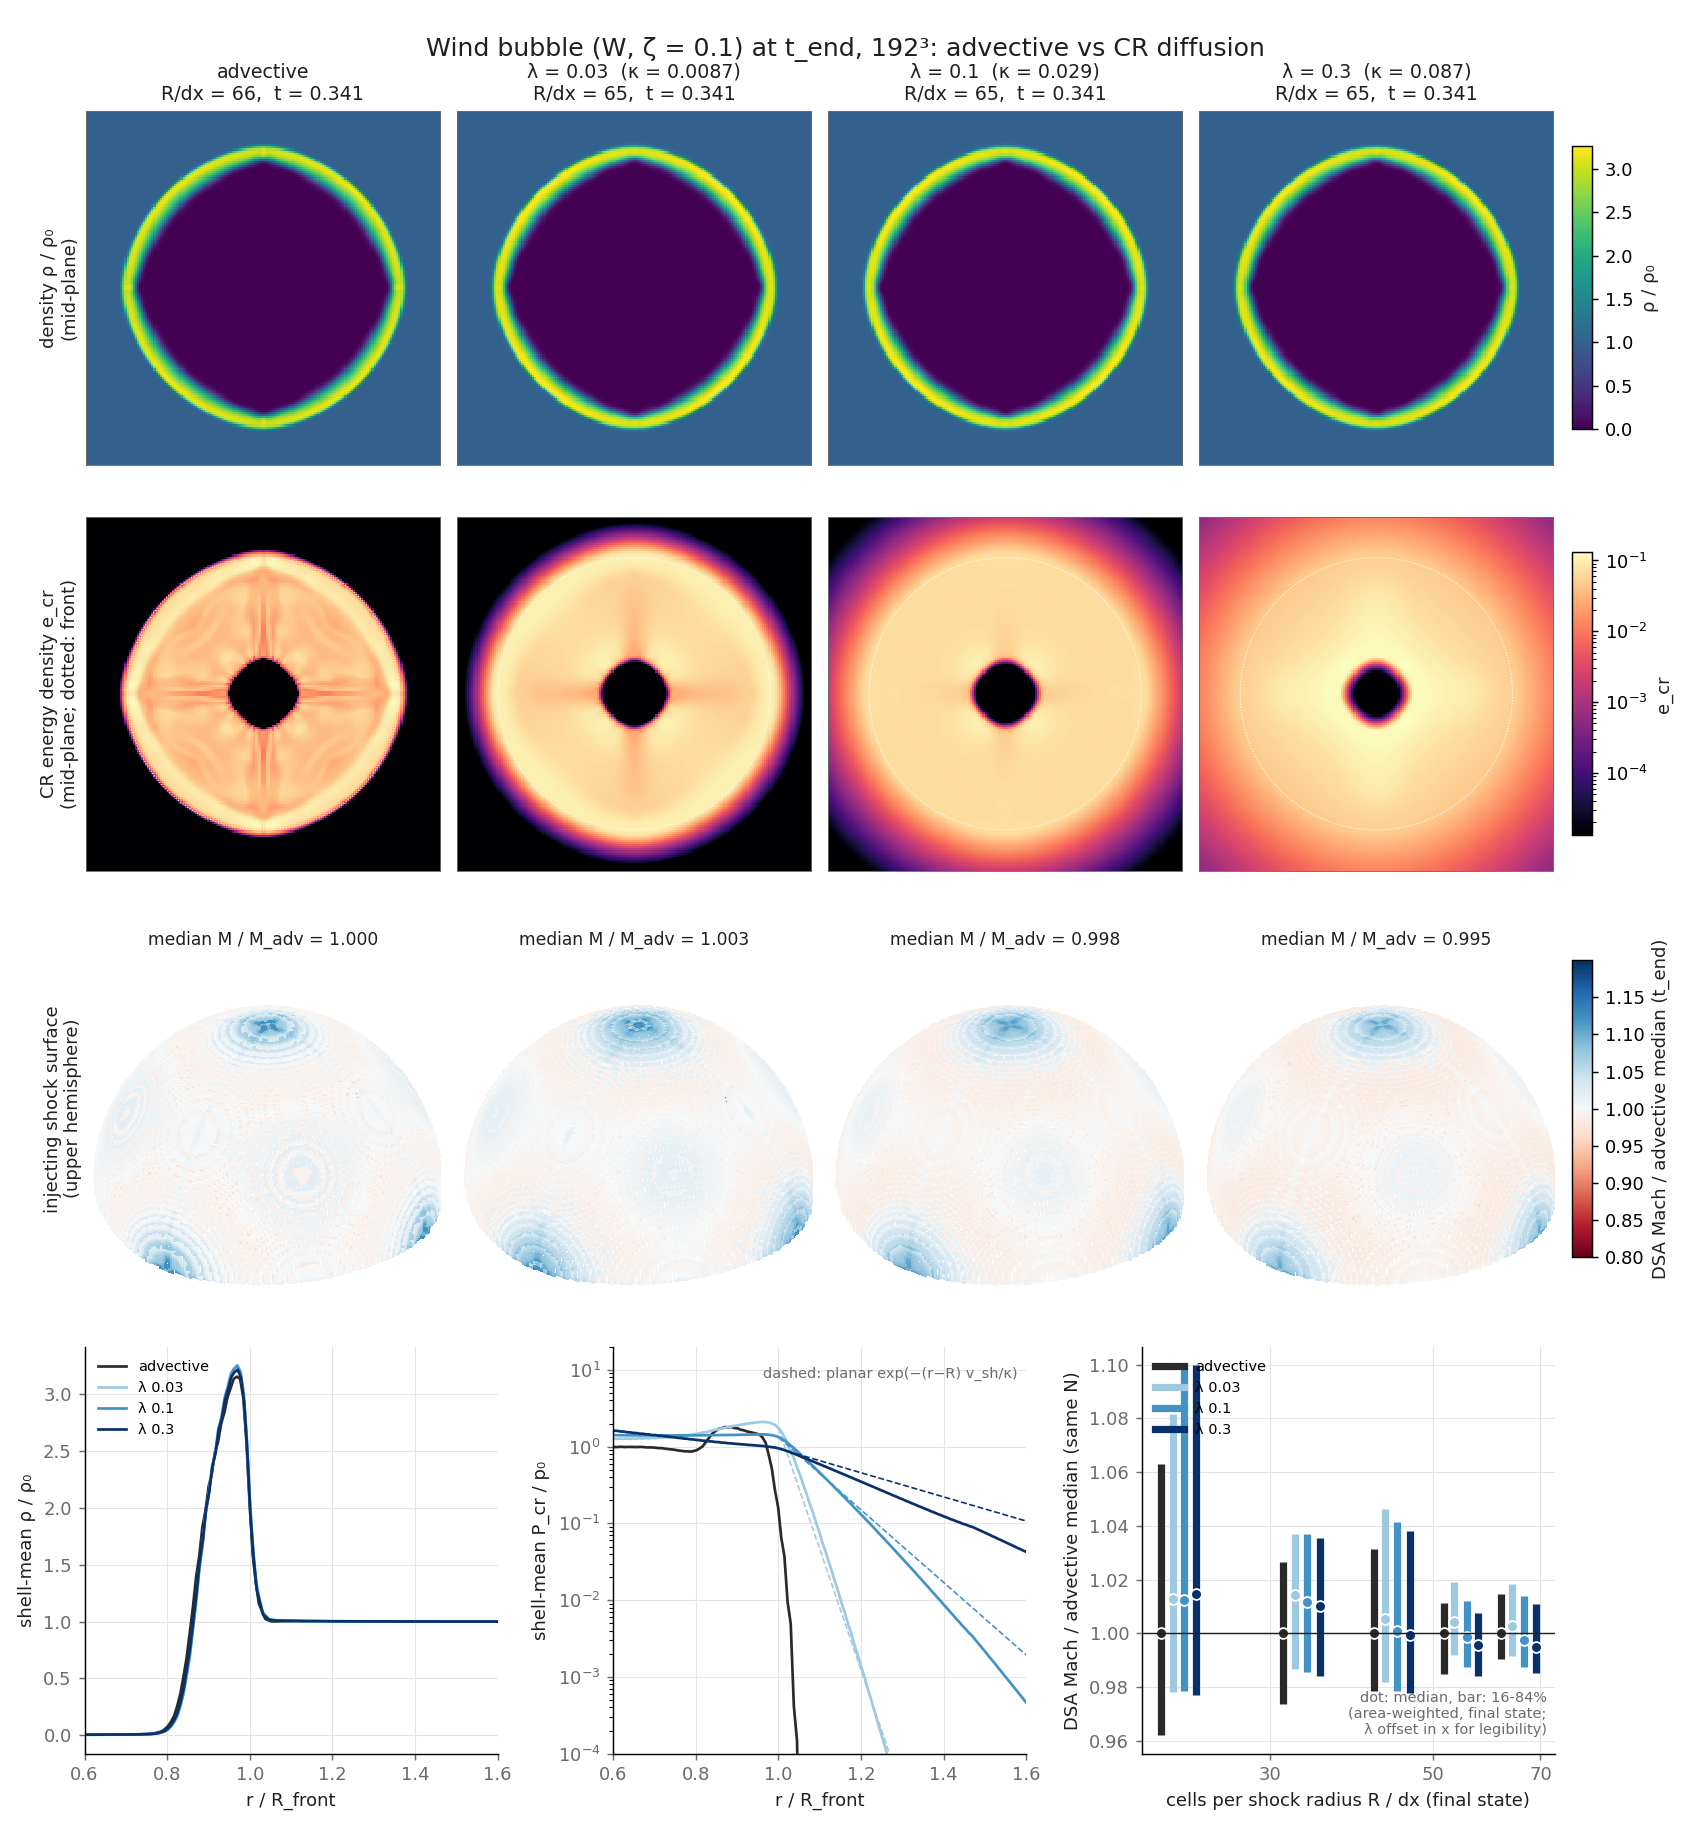 Wind bubble (W, ζ = 0.1) at t_end, 192³: advective vs CR diffusion
advective
R/dx = 66,  t = 0.341
λ = 0.03  (κ = 0.0087)
R/dx = 65,  t = 0.341
λ = 0.1  (κ = 0.029)
R/dx = 65,  t = 0.341
λ = 0.3  (κ = 0.087)
R/dx = 65,  t = 0.341
density ρ / ρ₀
(mid-plane)
3.0
2.5
2.0
1.5
1.0
0.5
0.0
ρ / ρ₀
CR energy density e_cr
(mid-plane; dotted: front)
10⁻¹
10⁻²
10⁻³
10⁻⁴
e_cr
median M / M_adv = 1.000
median M / M_adv = 1.003
median M / M_adv = 0.998
median M / M_adv = 0.995
injecting shock surface
(upper hemisphere)
1.15
1.10
1.05
1.00
0.95
0.90
0.85
0.80
DSA Mach / advective median (t_end)
advective
λ 0.03
λ 0.1
λ 0.3
shell-mean ρ / ρ₀
3.0
2.5
2.0
1.5
1.0
0.5
0.0
0.6 0.8 1.0 1.2 1.4 1.6
r / R_front
dashed: planar exp(−(r−R) v_sh/κ)
shell-mean P_cr / p₀
10¹
10⁰
10⁻¹
10⁻²
10⁻³
10⁻⁴
0.6 0.8 1.0 1.2 1.4 1.6
r / R_front
advective
λ 0.03
λ 0.1
λ 0.3
DSA Mach / advective median (same N)
1.10
1.08
1.06
1.04
1.02
1.00
0.98
0.96
dot: median, bar: 16-84%
(area-weighted, final state;
λ offset in x for legibility)
30 50 70
cells per shock radius R / dx (final state)